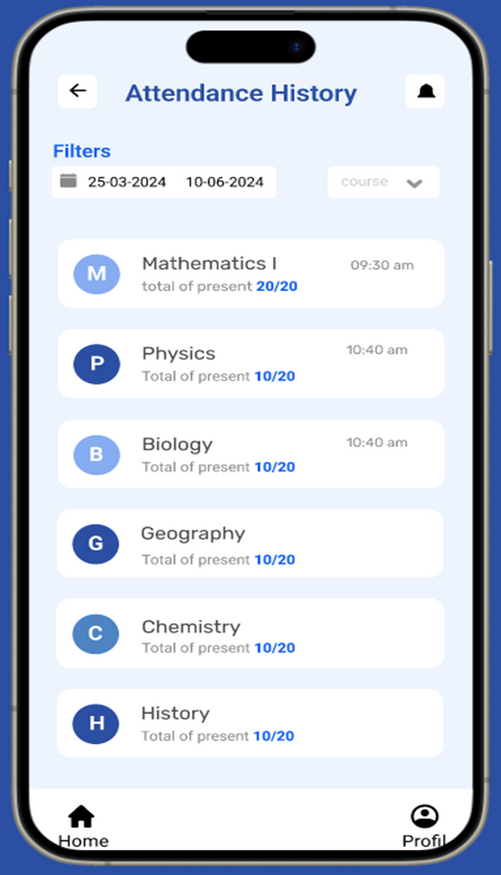 Attendance History
Filters
25-03-2024 10-06-2024 course
M
Mathematics I 09:30 am
total of present 20/20
P
Physics 10:40 am
Total of present 10/20
B
Biology 10:40 am
Total of present 10/20
G
Geography
Total of present 10/20
C
Chemistry
Total of present 10/20
H
History
Total of present 10/20
Home Profil